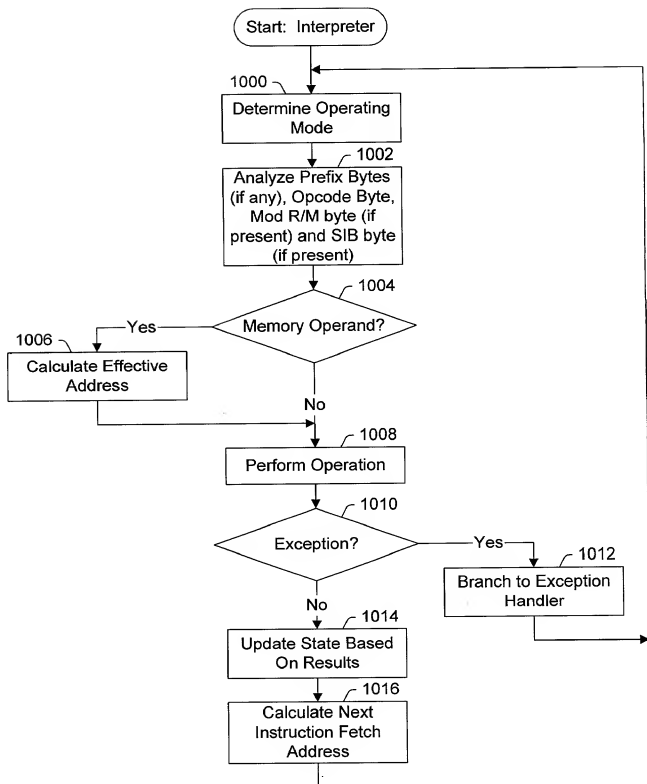 Start: Interpreter
1000
Determine Operating
Mode
1002
Analyze Prefix Bytes
(if any), Opcode Byte,
Mod R/M byte (if
present) and SIB byte
(if present)
1004
Memory Operand?
Yes
1006
Calculate Effective
Address
No
1008
Perform Operation
1010
Exception?
Yes
1012
Branch to Exception
Handler
No
1014
Update State Based
On Results
1016
Calculate Next
Instruction Fetch
Address